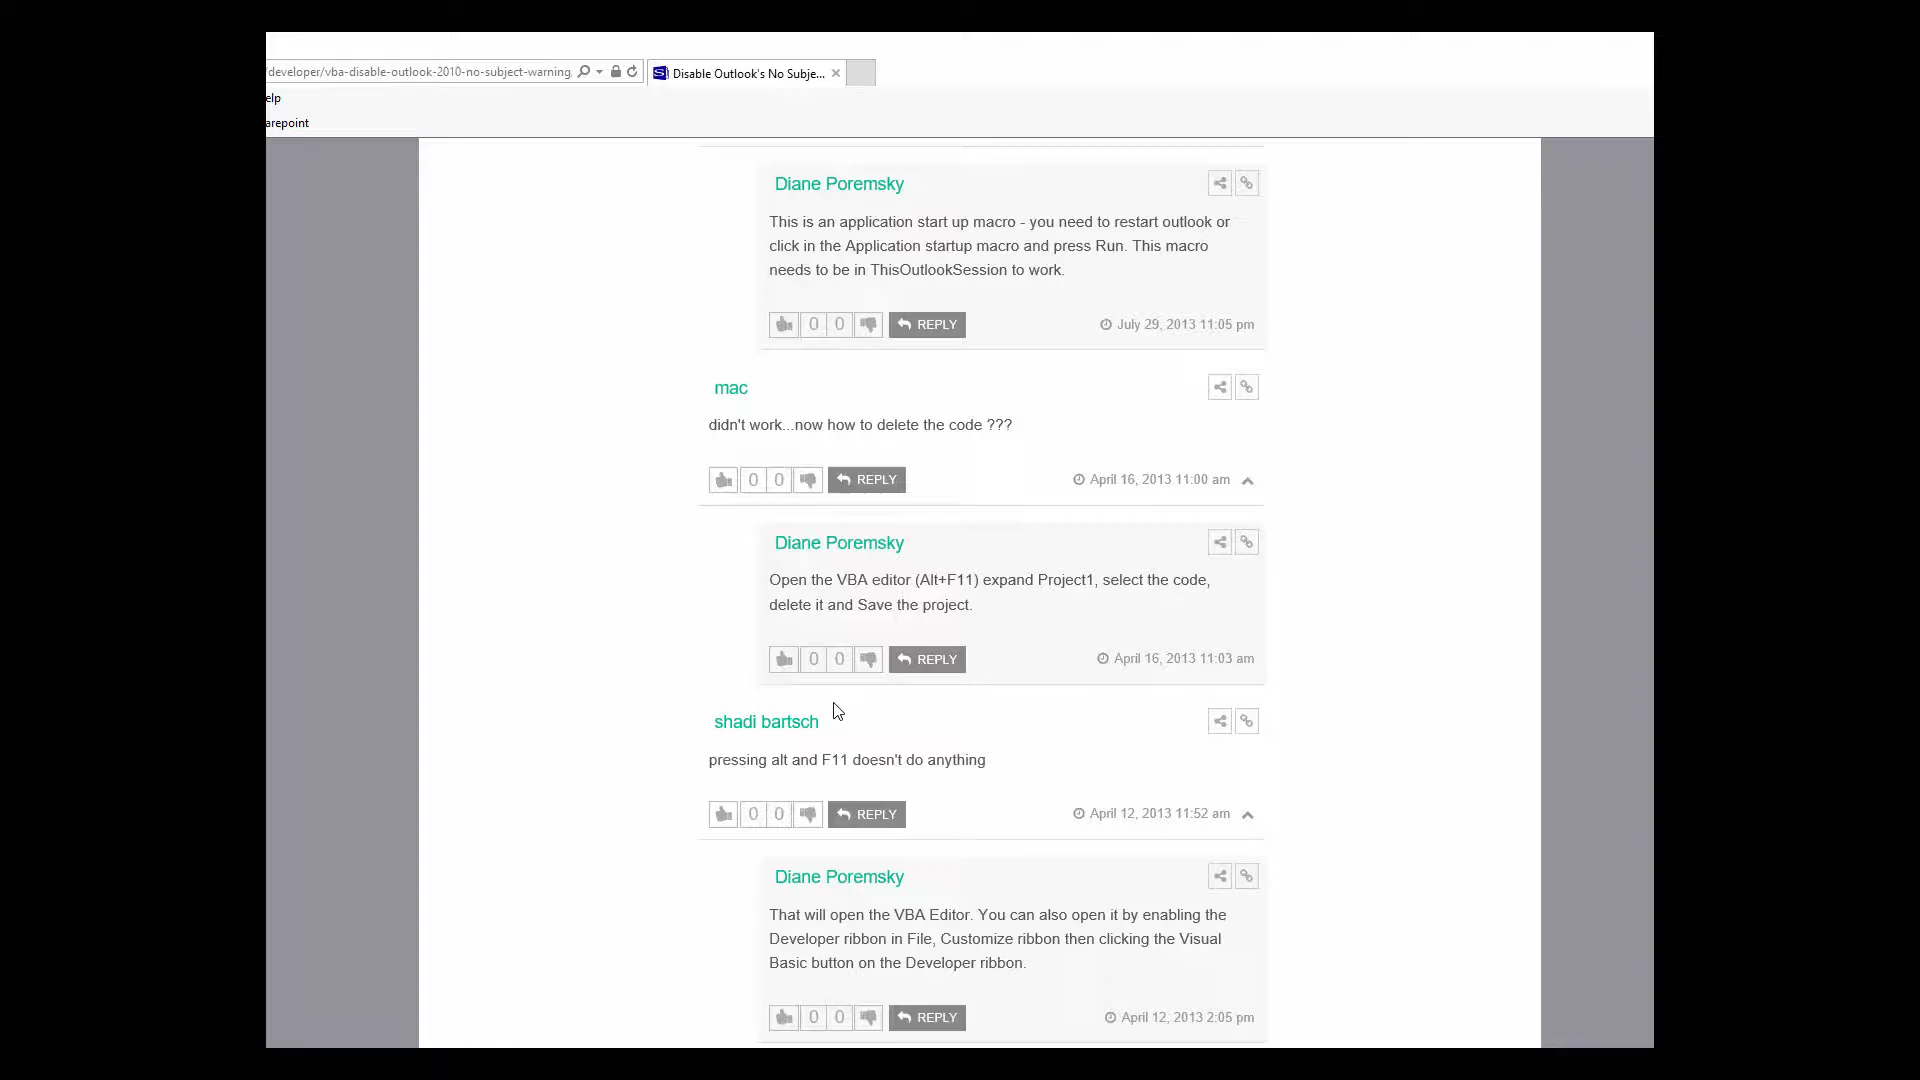 /developer/vba-disable-outlook-2010-no-subject-warning
Disable Outlook's No Subje...
elp
arepoint
Diane Poremsky
This is an application start up macro - you need to restart outlook or
click in the Application startup macro and press Run. This macro
needs to be in ThisOutlookSession to work.
0 0 REPLY July 29, 2013 11:05 pm
mac
didn't work...now how to delete the code ???
0 0 REPLY April 16, 2013 11:00 am
Diane Poremsky
Open the VBA editor (Alt+F11) expand Project1, select the code,
delete it and Save the project.
0 0 REPLY April 16, 2013 11:03 am
shadi bartsch
pressing alt and F11 doesn't do anything
0 0 REPLY April 12, 2013 11:52 am
Diane Poremsky
That will open the VBA Editor. You can also open it by enabling the
Developer ribbon in File, Customize ribbon then clicking the Visual
Basic button on the Developer ribbon.
0 0 REPLY April 12, 2013 2:05 pm